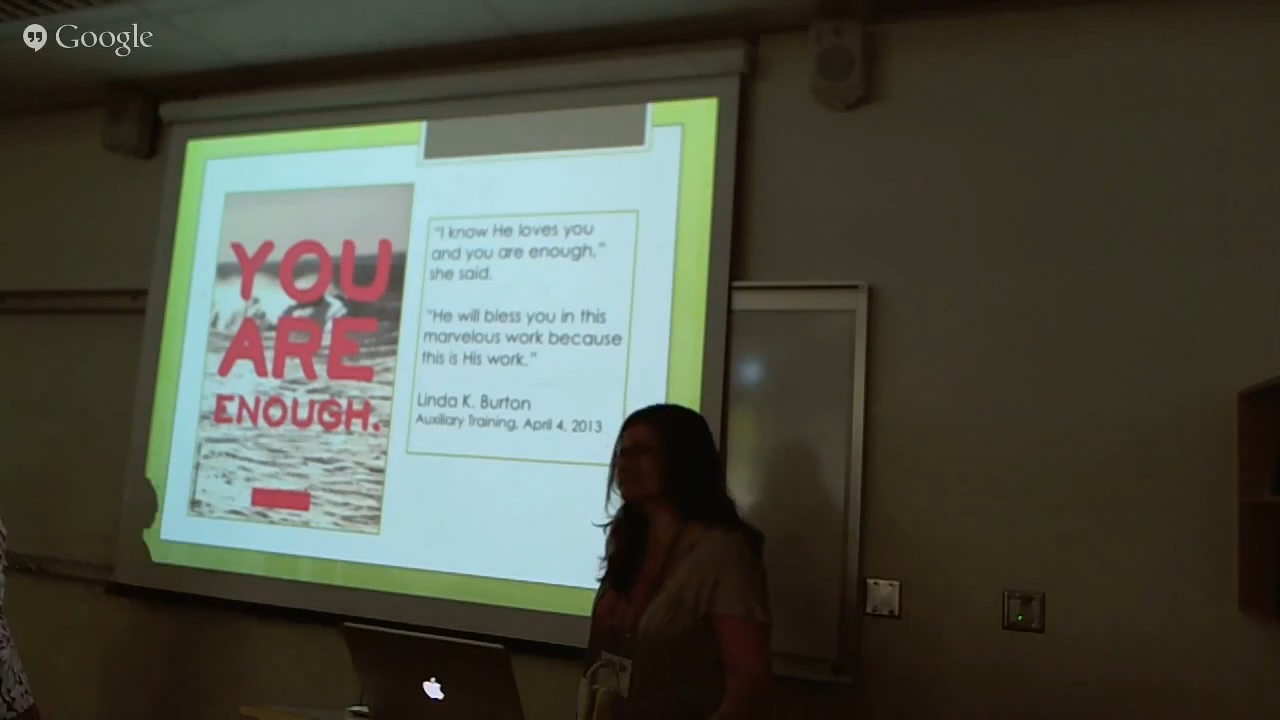 Google
YOU
ARE
ENOUGH.
"I know He loves you
and you are enough,"
she said.
"He will bless you in this
marvelous work because
this is His work."
Linda K. Burton
Auxiliary Training, April 4, 2013